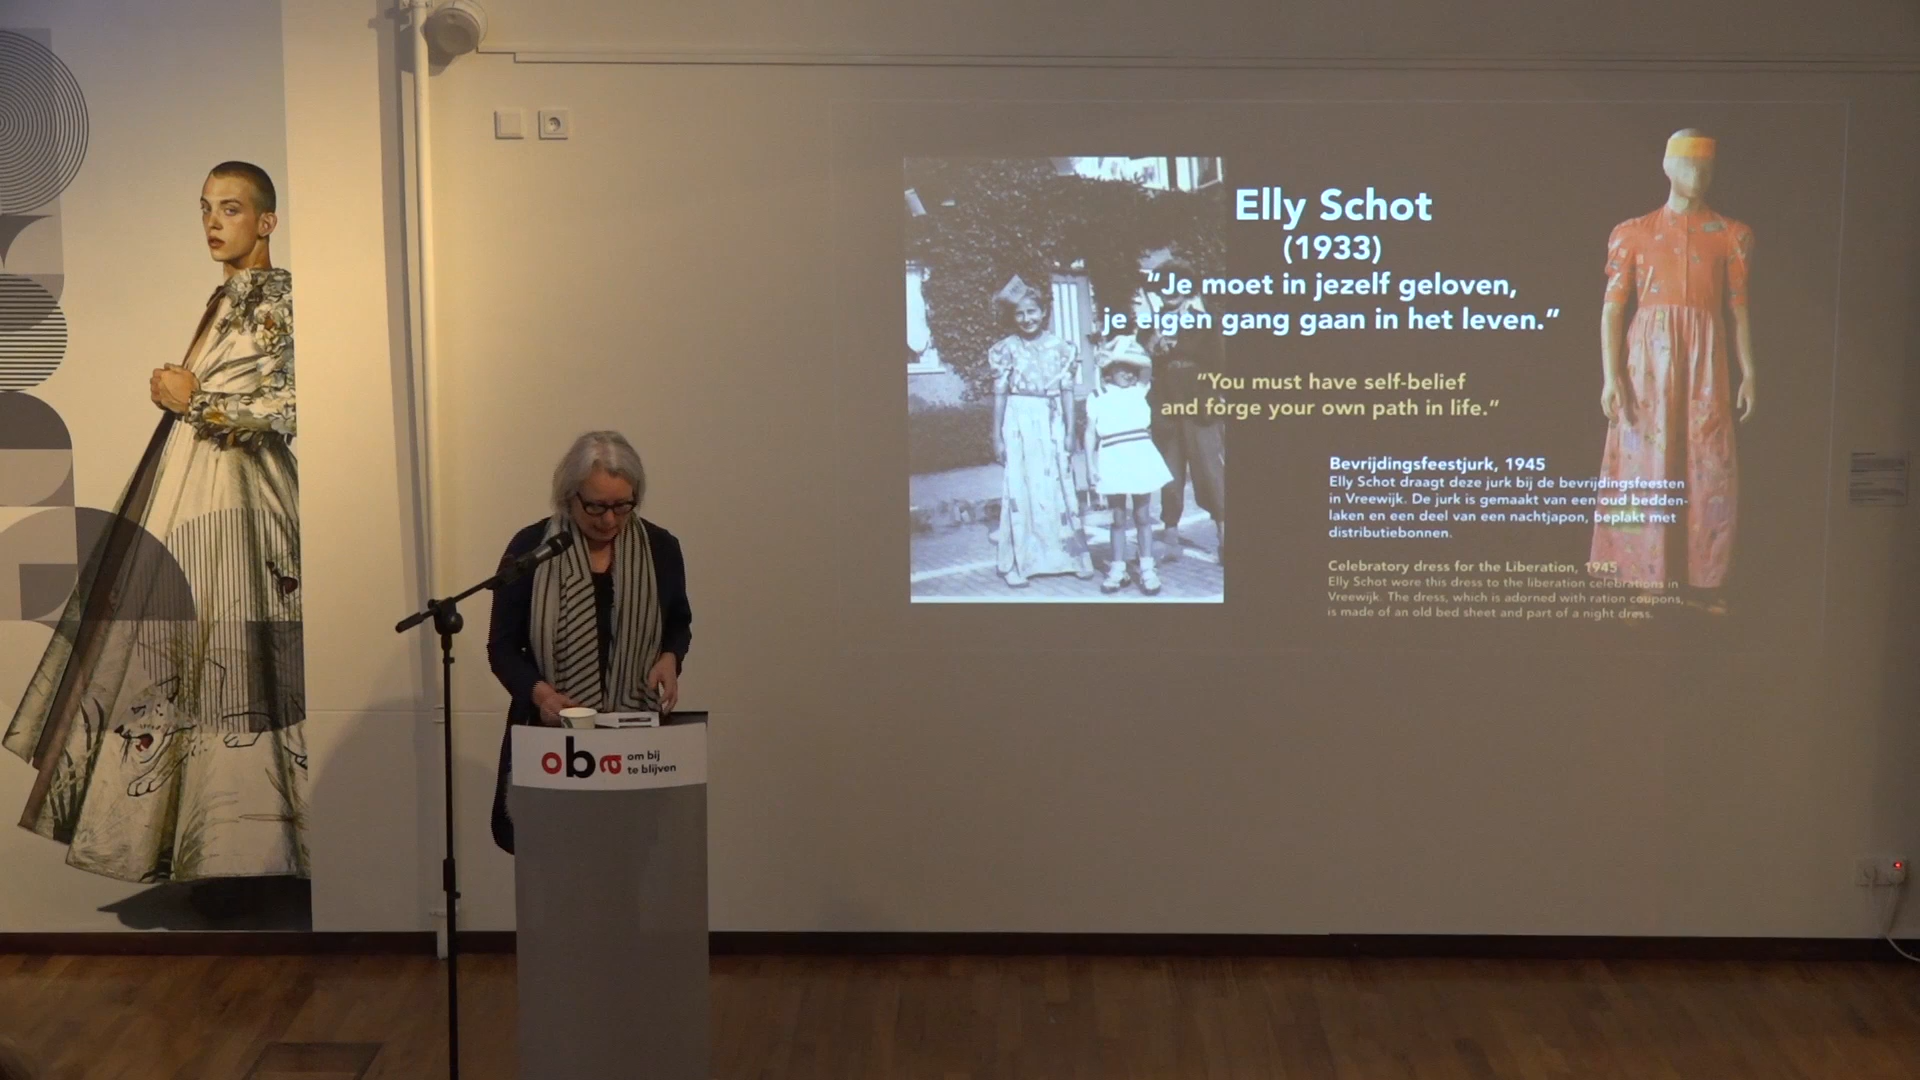 Elly Schot
(1933)
“Je moet in jezelf geloven,
je eigen gang gaan in het leven.”
“You must have self-belief
and forge your own path in life.”
Bevrijdingsfeestjurk, 1945
Elly Schot draagt deze jurk bij de bevrijdingsfeesten
in Vreewijk. De jurk is gemaakt van een oud bedden-
laken en een deel van een nachtjapon, beplakt met
distributiebonnen.
Celebratory dress for the Liberation, 1945
Elly Schot wore this dress to the liberation celebrations in
Vreewijk. The dress, which is adorned with ration coupons,
is made of an old bed sheet and part of a night dress.
oba om bij
te blijven